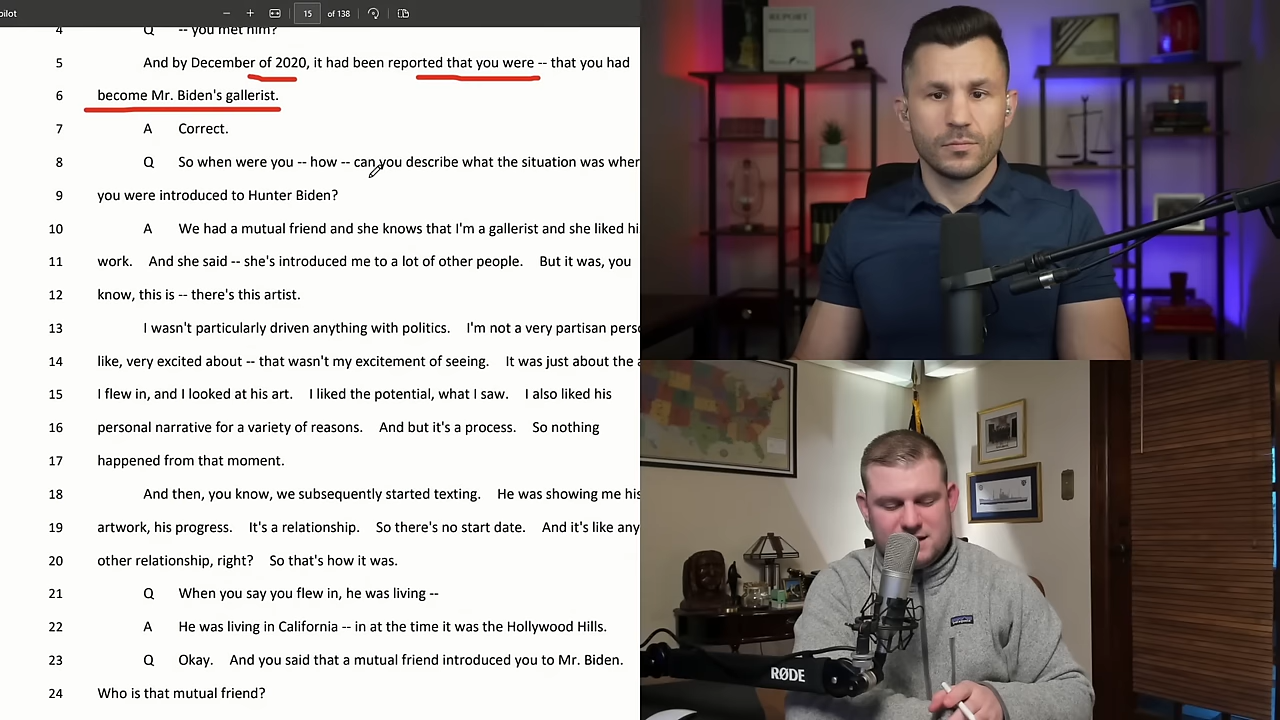 pilot
15 of 138
4 Q -- you met him?
5 And by December of 2020, it had been reported that you were -- that you had
6 become Mr. Biden's gallerist.
7 A Correct.
8 Q So when were you -- how -- can you describe what the situation was when
9 you were introduced to Hunter Biden?
10 A We had a mutual friend and she knows that I'm a gallerist and she liked hi
11 work. And she said -- she's introduced me to a lot of other people. But it was, you
12 know, this is -- there's this artist.
13 I wasn't particularly driven anything with politics. I'm not a very partisan perso
14 like, very excited about -- that wasn't my excitement of seeing. It was just about the a
15 I flew in, and I looked at his art. I liked the potential, what I saw. I also liked his
16 personal narrative for a variety of reasons. And but it's a process. So nothing
17 happened from that moment.
18 And then, you know, we subsequently started texting. He was showing me his
19 artwork, his progress. It's a relationship. So there's no start date. And it's like any
20 other relationship, right? So that's how it was.
21 Q When you say you flew in, he was living --
22 A He was living in California -- in at the time it was the Hollywood Hills.
23 Q Okay. And you said that a mutual friend introduced you to Mr. Biden.
24 Who is that mutual friend?
REPORT
patagonia
RØDE